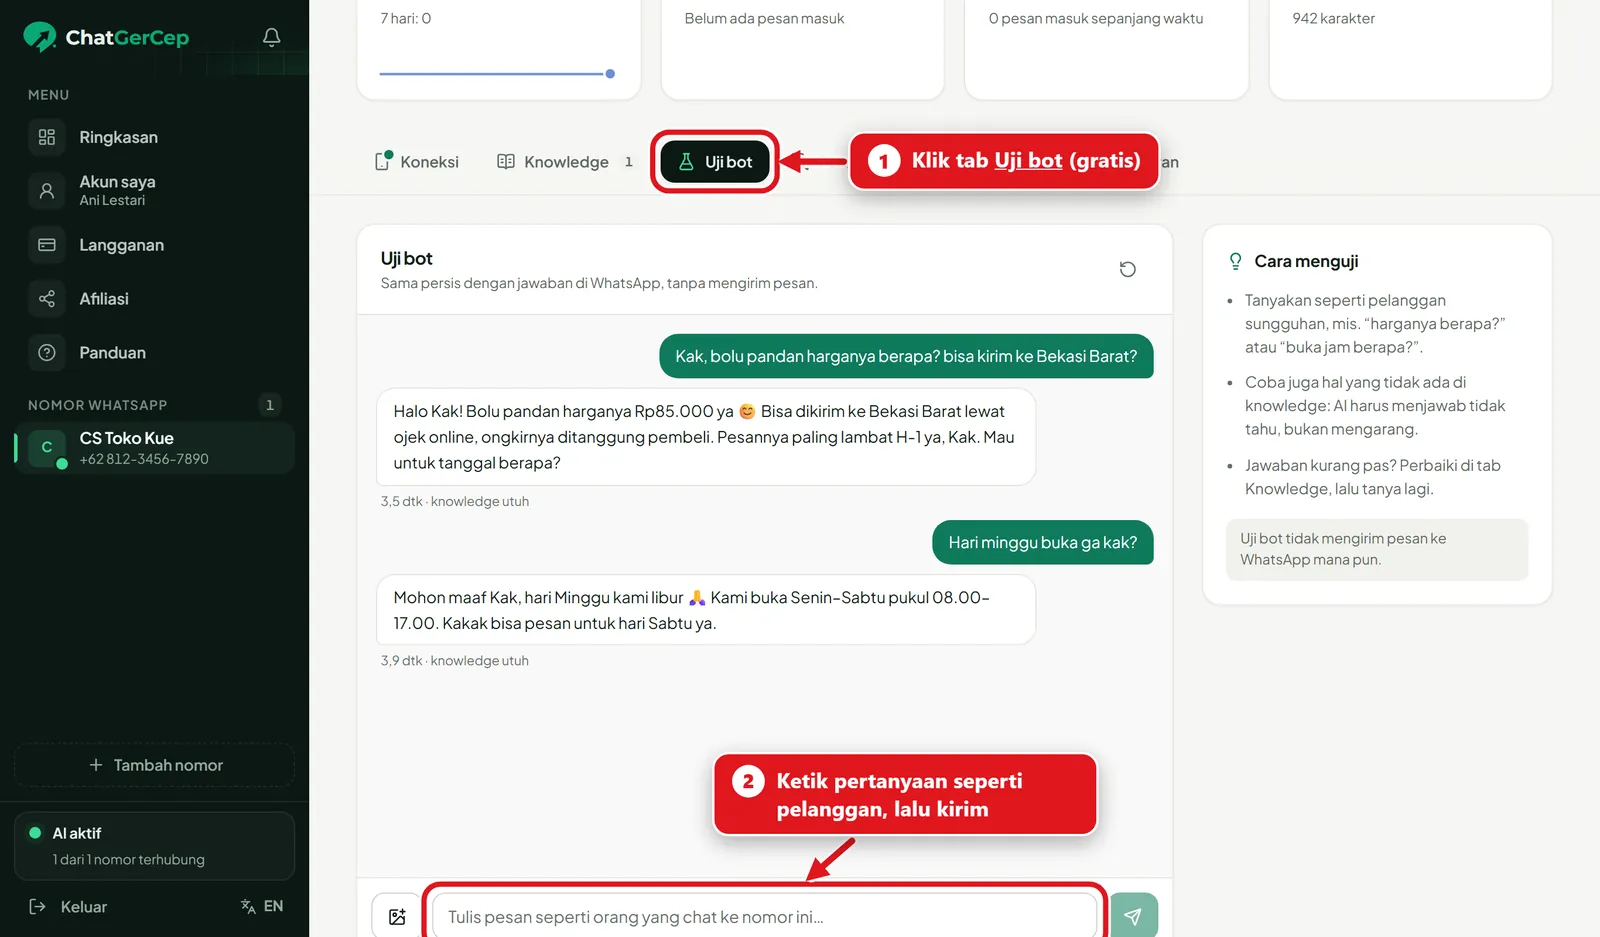 ChatGerCep
MENU
Ringkasan
Akun saya
Ani Lestari
Langganan
Afiliasi
Panduan
NOMOR WHATSAPP 1
C
CS Toko Kue
+62 812-3456-7890
+ Tambah nomor
AI aktif
1 dari 1 nomor terhubung
Keluar
EN
7 hari: 0
Belum ada pesan masuk
0 pesan masuk sepanjang waktu
942 karakter
Koneksi
Knowledge 1
Uji bot
1 Klik tab Uji bot (gratis)
an
Uji bot
Sama persis dengan jawaban di WhatsApp, tanpa mengirim pesan.
Kak, bolu pandan harganya berapa? bisa kirim ke Bekasi Barat?
Halo Kak! Bolu pandan harganya Rp85.000 ya 😊 Bisa dikirim ke Bekasi Barat lewat
ojek online, ongkirnya ditanggung pembeli. Pesannya paling lambat H-1 ya, Kak. Mau
untuk tanggal berapa?
3,5 dtk · knowledge utuh
Hari minggu buka ga kak?
Mohon maaf Kak, hari Minggu kami libur 🙏 Kami buka Senin–Sabtu pukul 08.00–
17.00. Kakak bisa pesan untuk hari Sabtu ya.
3,9 dtk · knowledge utuh
2 Ketik pertanyaan seperti
pelanggan, lalu kirim
Tulis pesan seperti orang yang chat ke nomor ini...
Cara menguji
• Tanyakan seperti pelanggan
sungguhan, mis. “harganya berapa?”
atau “buka jam berapa?”.
• Coba juga hal yang tidak ada di
knowledge: AI harus menjawab tidak
tahu, bukan mengarang.
• Jawaban kurang pas? Perbaiki di tab
Knowledge, lalu tanya lagi.
Uji bot tidak mengirim pesan ke
WhatsApp mana pun.